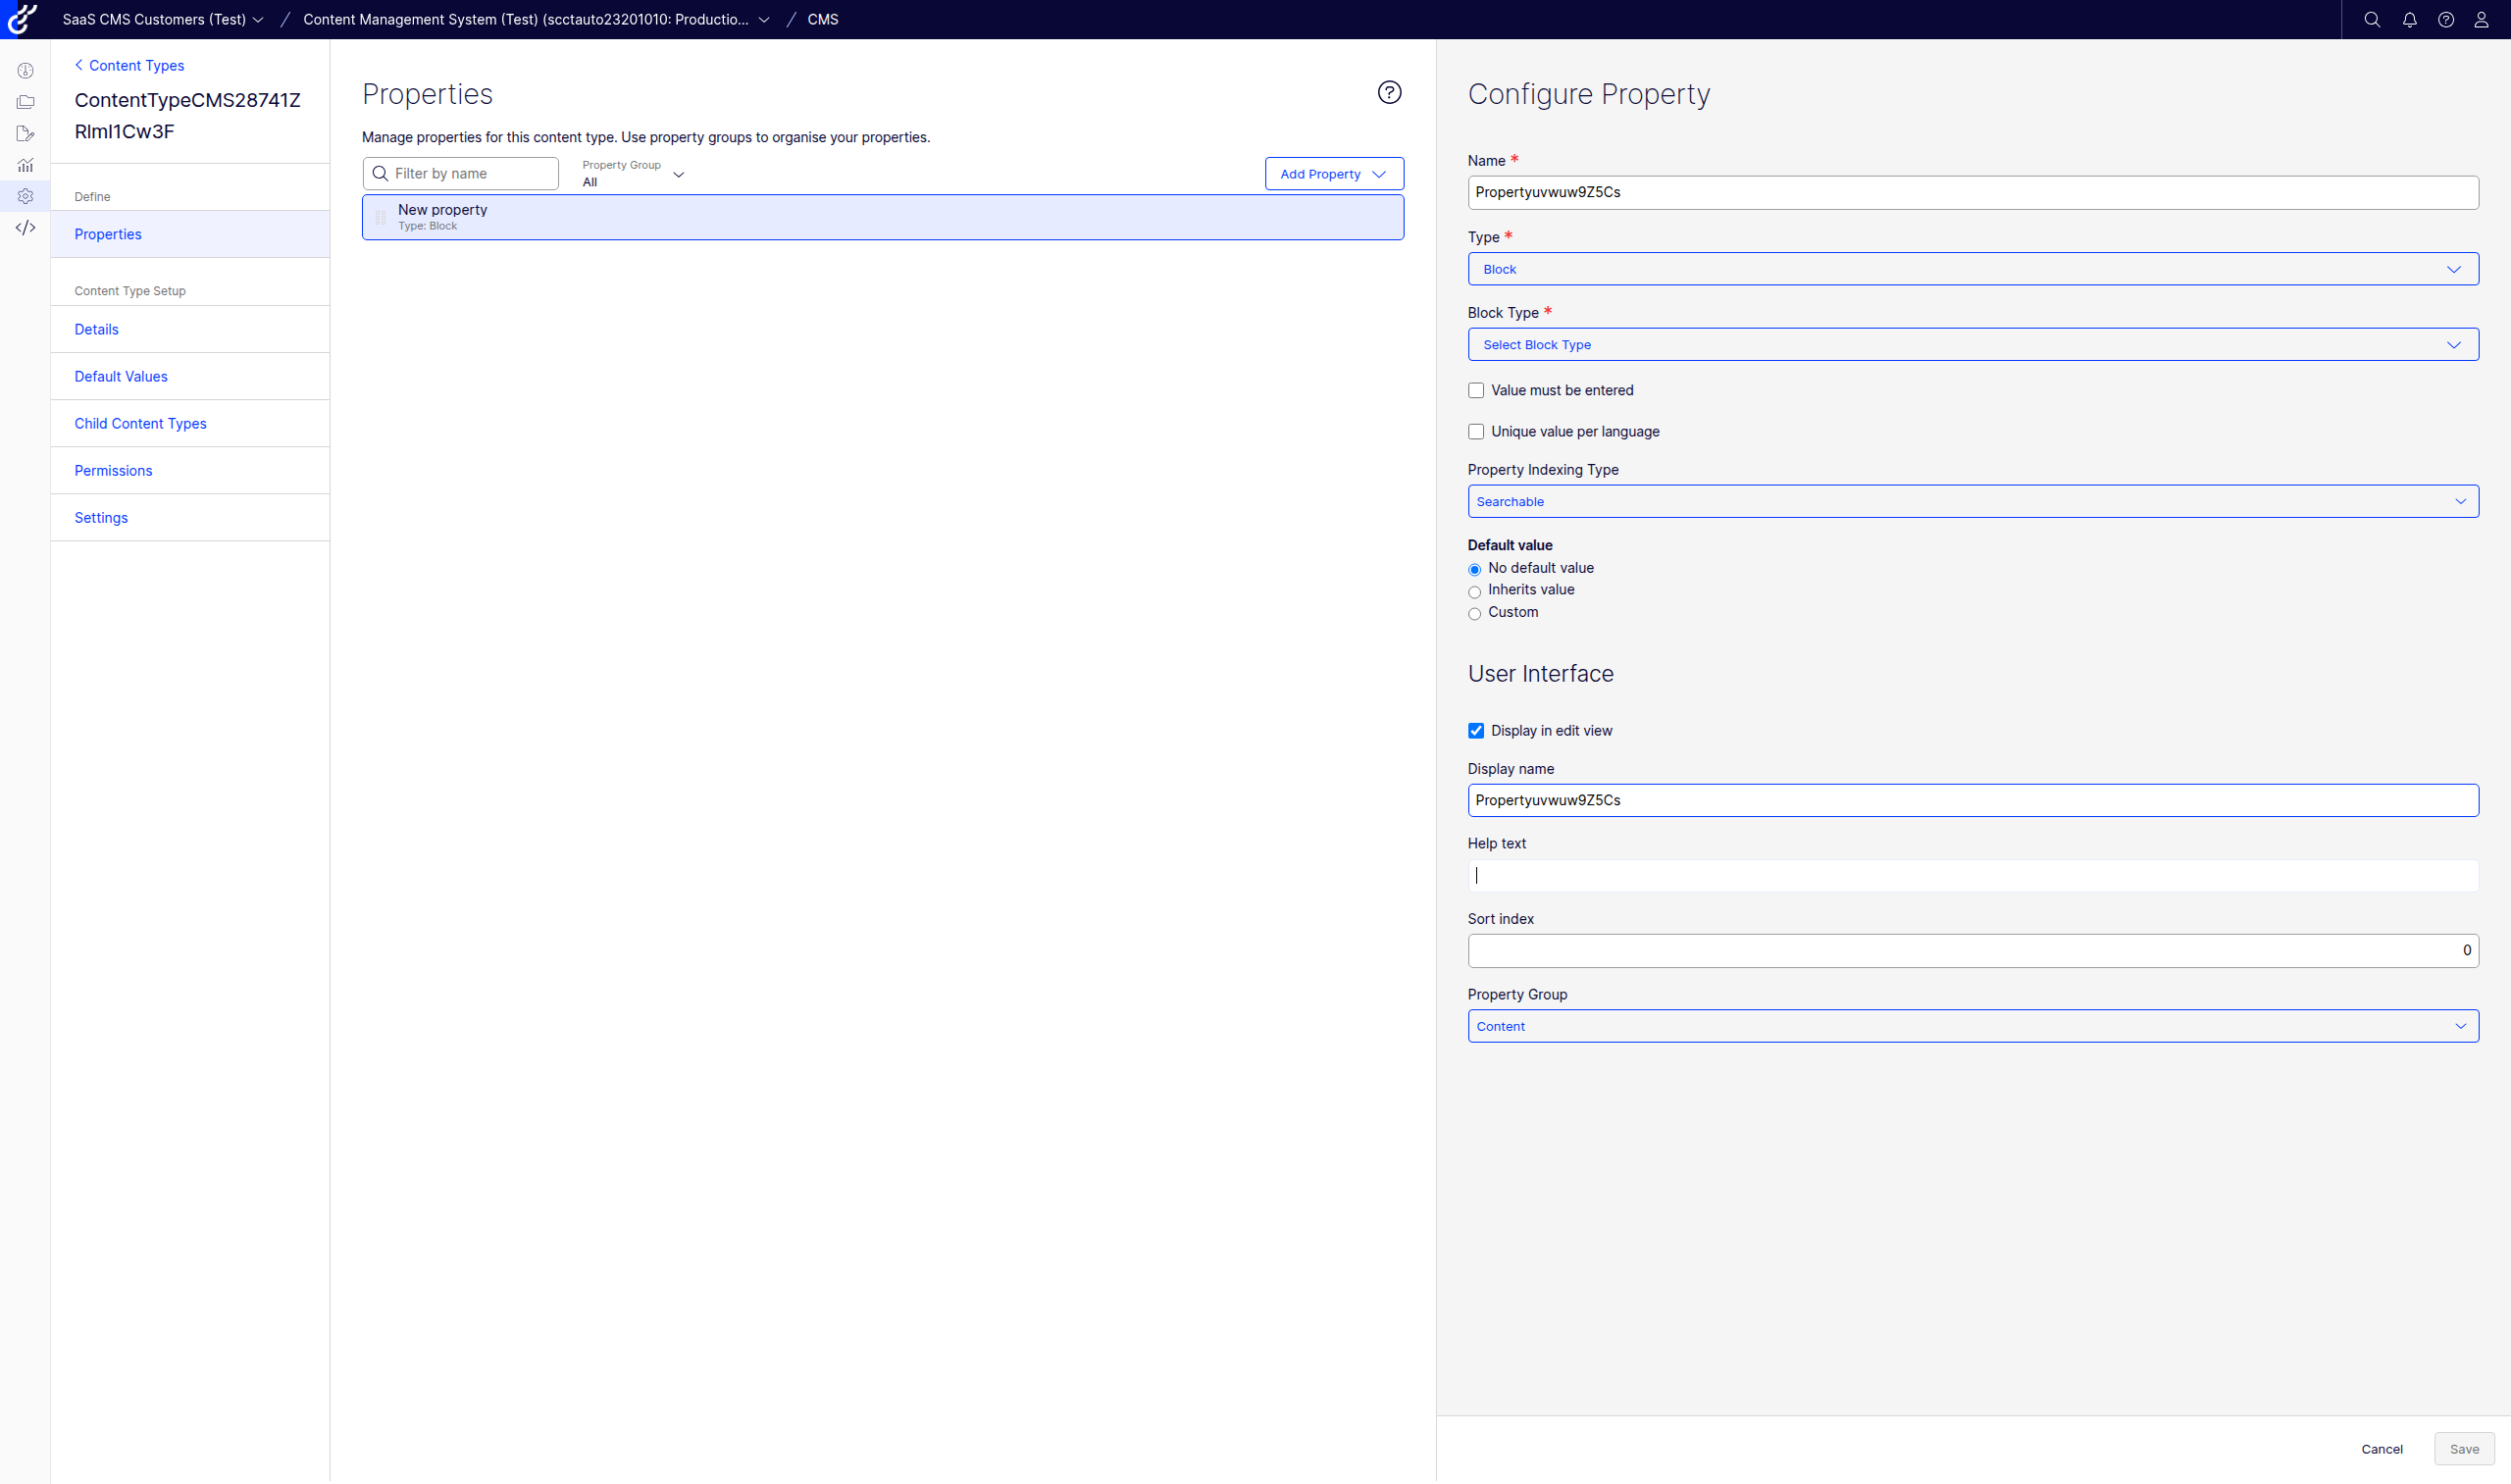 SaaS CMS Customers (Test) / Content Management System (Test) (scctauto23201010: Productio... / CMS
Content Types
ContentTypeCMS28741Z
RlmI1Cw3F
Define
Properties
Content Type Setup
Details
Default Values
Child Content Types
Permissions
Settings
Properties
Manage properties for this content type. Use property groups to organise your properties.
Filter by name
Property Group
All
Add Property
New property
Type: Block
Configure Property
Name *
Propertyuvwuw9Z5Cs
Type *
Block
Block Type *
Select Block Type
Value must be entered
Unique value per language
Property Indexing Type
Searchable
Default value
No default value
Inherits value
Custom
User Interface
Display in edit view
Display name
Propertyuvwuw9Z5Cs
Help text
Sort index
0
Property Group
Content
Cancel
Save